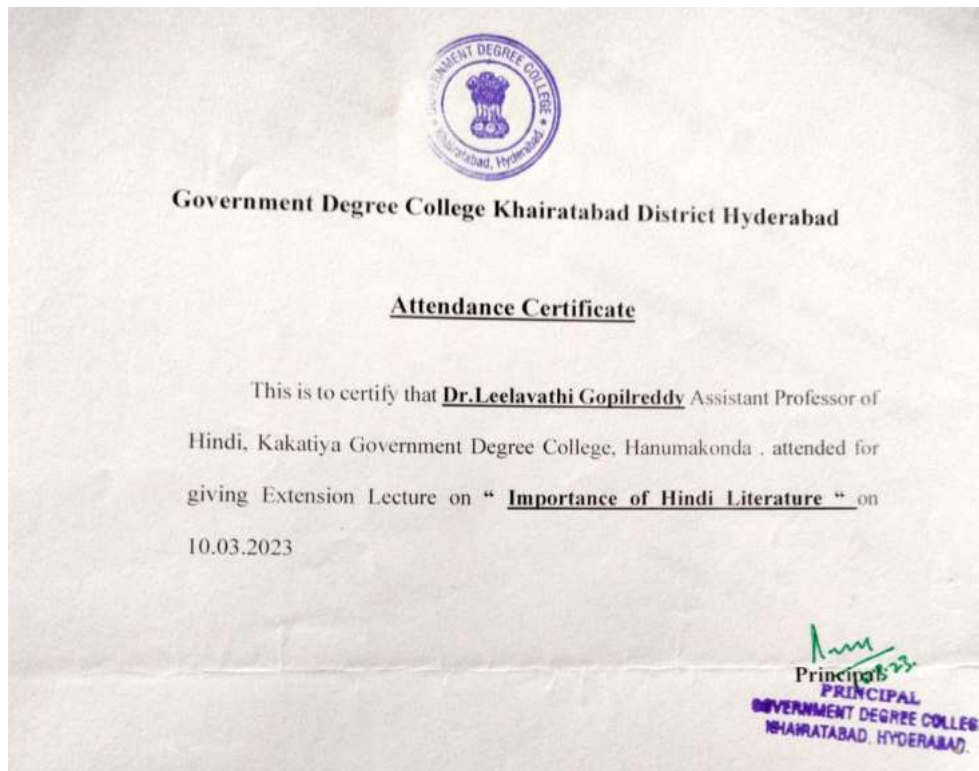 GOVERNMENT DEGREE COLLEGE
Khairatabad, Hyderabad.
Government Degree College Khairatabad District Hyderabad
Attendance Certificate
This is to certify that Dr.Leelavathi Gopilreddy Assistant Professor of
Hindi, Kakatiya Government Degree College, Hanumakonda . attended for
giving Extension Lecture on “ Importance of Hindi Literature “ on
10.03.2023
Principal
PRINCIPAL
GOVERNMENT DEGREE COLLEG
KHAIRATABAD, HYDERABAD.